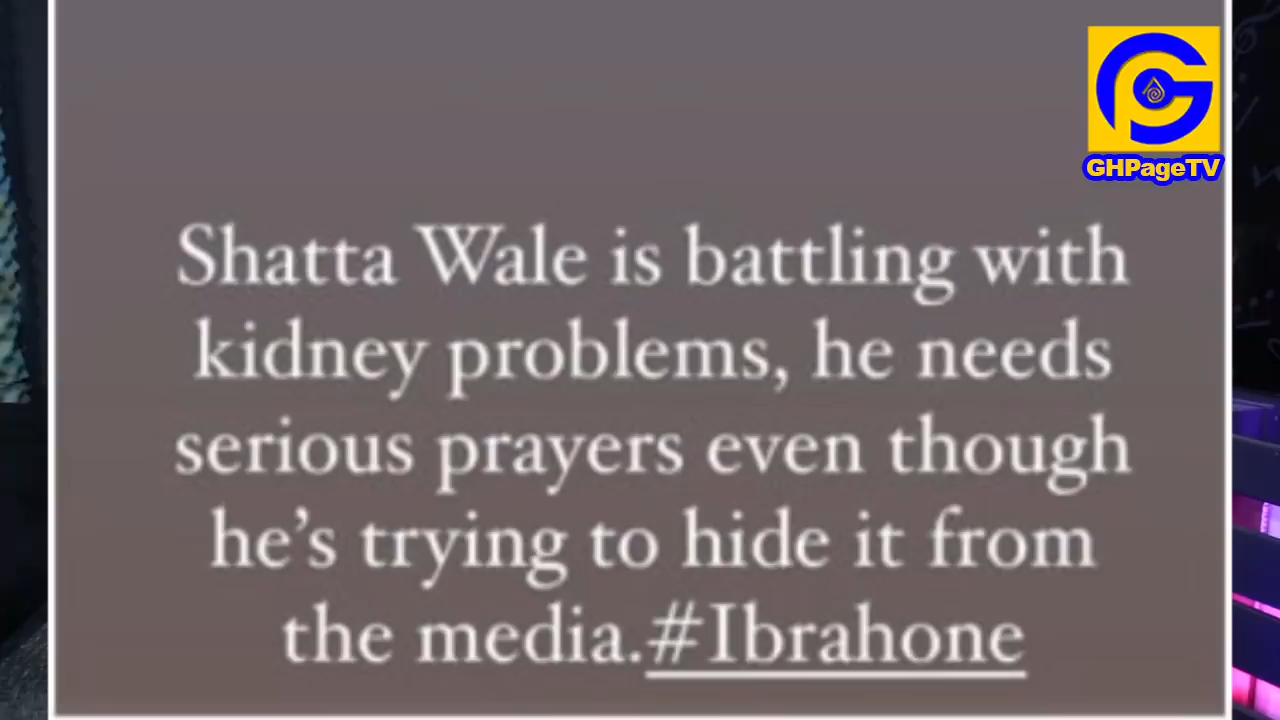 GHPageTV
Shatta Wale is battling with
kidney problems, he needs
serious prayers even though
he's trying to hide it from
the media.#Ibrahone